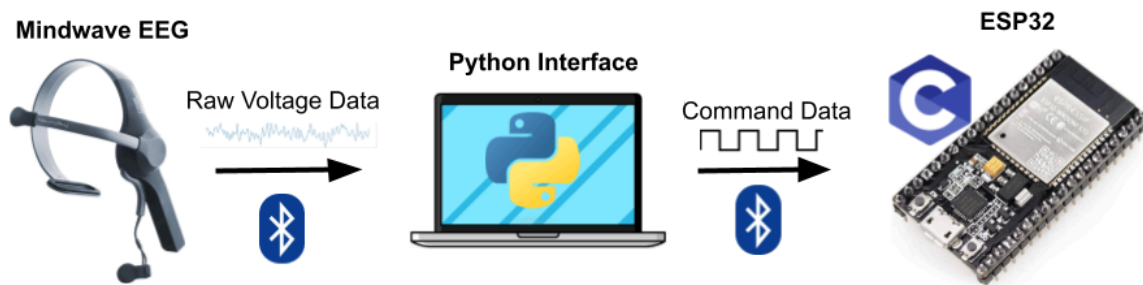 Mindwave EEG
Raw Voltage Data
Python Interface
Command Data
ESP32
C